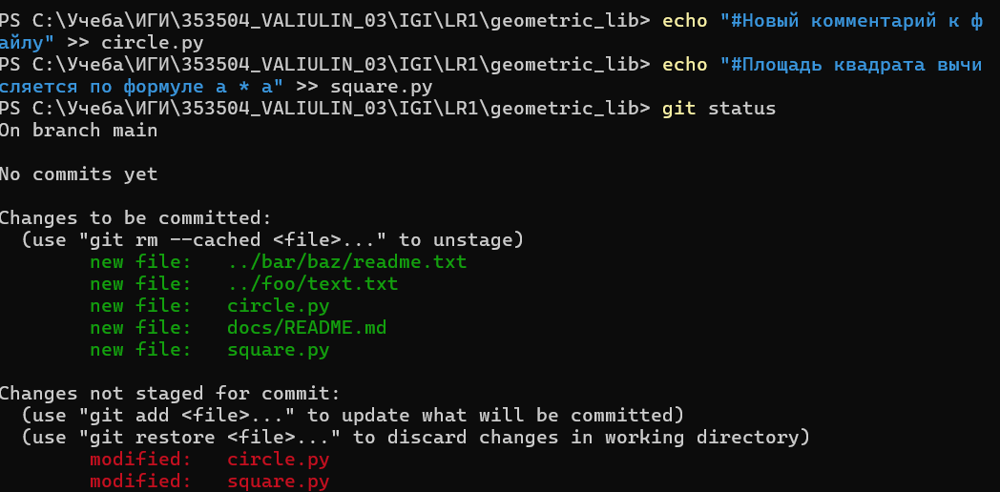 PS C:\Учеба\ИГИ\353504_VALIULIN_03\IGI\LR1\geometric_lib> echo "#Новый комментарий к ф
айлу" >> circle.py
PS C:\Учеба\ИГИ\353504_VALIULIN_03\IGI\LR1\geometric_lib> echo "#Площадь квадрата вычи
сляется по формуле a * a" >> square.py
PS C:\Учеба\ИГИ\353504_VALIULIN_03\IGI\LR1\geometric_lib> git status
On branch main

No commits yet

Changes to be committed:
  (use "git rm --cached <file>..." to unstage)
        new file:   ../bar/baz/readme.txt
        new file:   ../foo/text.txt
        new file:   circle.py
        new file:   docs/README.md
        new file:   square.py

Changes not staged for commit:
  (use "git add <file>..." to update what will be committed)
  (use "git restore <file>..." to discard changes in working directory)
        modified:   circle.py
        modified:   square.py